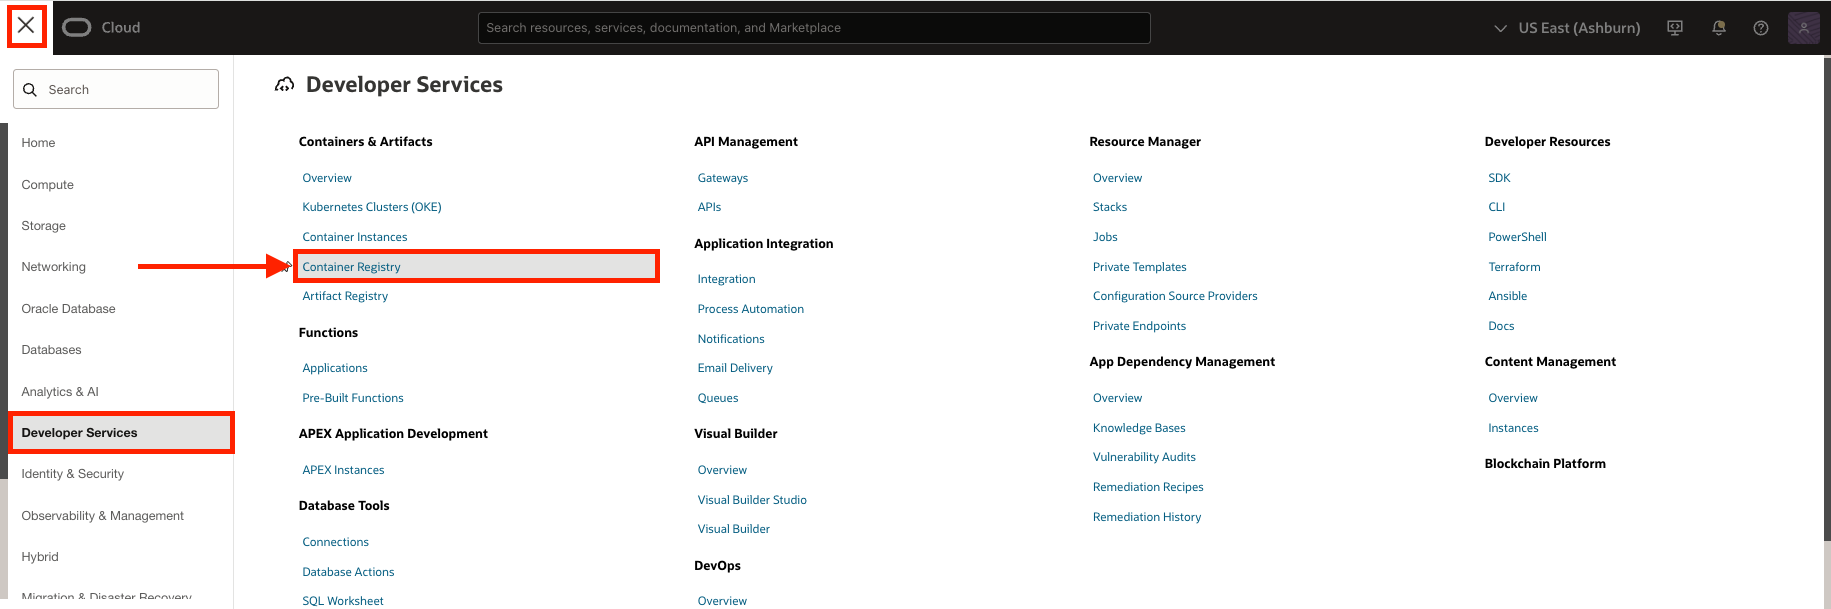 Cloud
Search resources, services, documentation, and Marketplace
US East (Ashburn)
Search
Home
Compute
Storage
Networking
Oracle Database
Databases
Analytics & AI
Developer Services
Identity & Security
Observability & Management
Hybrid
Migration & Disaster Recovery
Developer Services
Containers & Artifacts
Overview
Kubernetes Clusters (OKE)
Container Instances
Container Registry
Artifact Registry
Functions
Applications
Pre-Built Functions
APEX Application Development
APEX Instances
Database Tools
Connections
Database Actions
SQL Worksheet
API Management
Gateways
APIs
Application Integration
Integration
Process Automation
Notifications
Email Delivery
Queues
Visual Builder
Overview
Visual Builder Studio
Visual Builder
DevOps
Overview
Resource Manager
Overview
Stacks
Jobs
Private Templates
Configuration Source Providers
Private Endpoints
App Dependency Management
Overview
Knowledge Bases
Vulnerability Audits
Remediation Recipes
Remediation History
Developer Resources
SDK
CLI
PowerShell
Terraform
Ansible
Docs
Content Management
Overview
Instances
Blockchain Platform